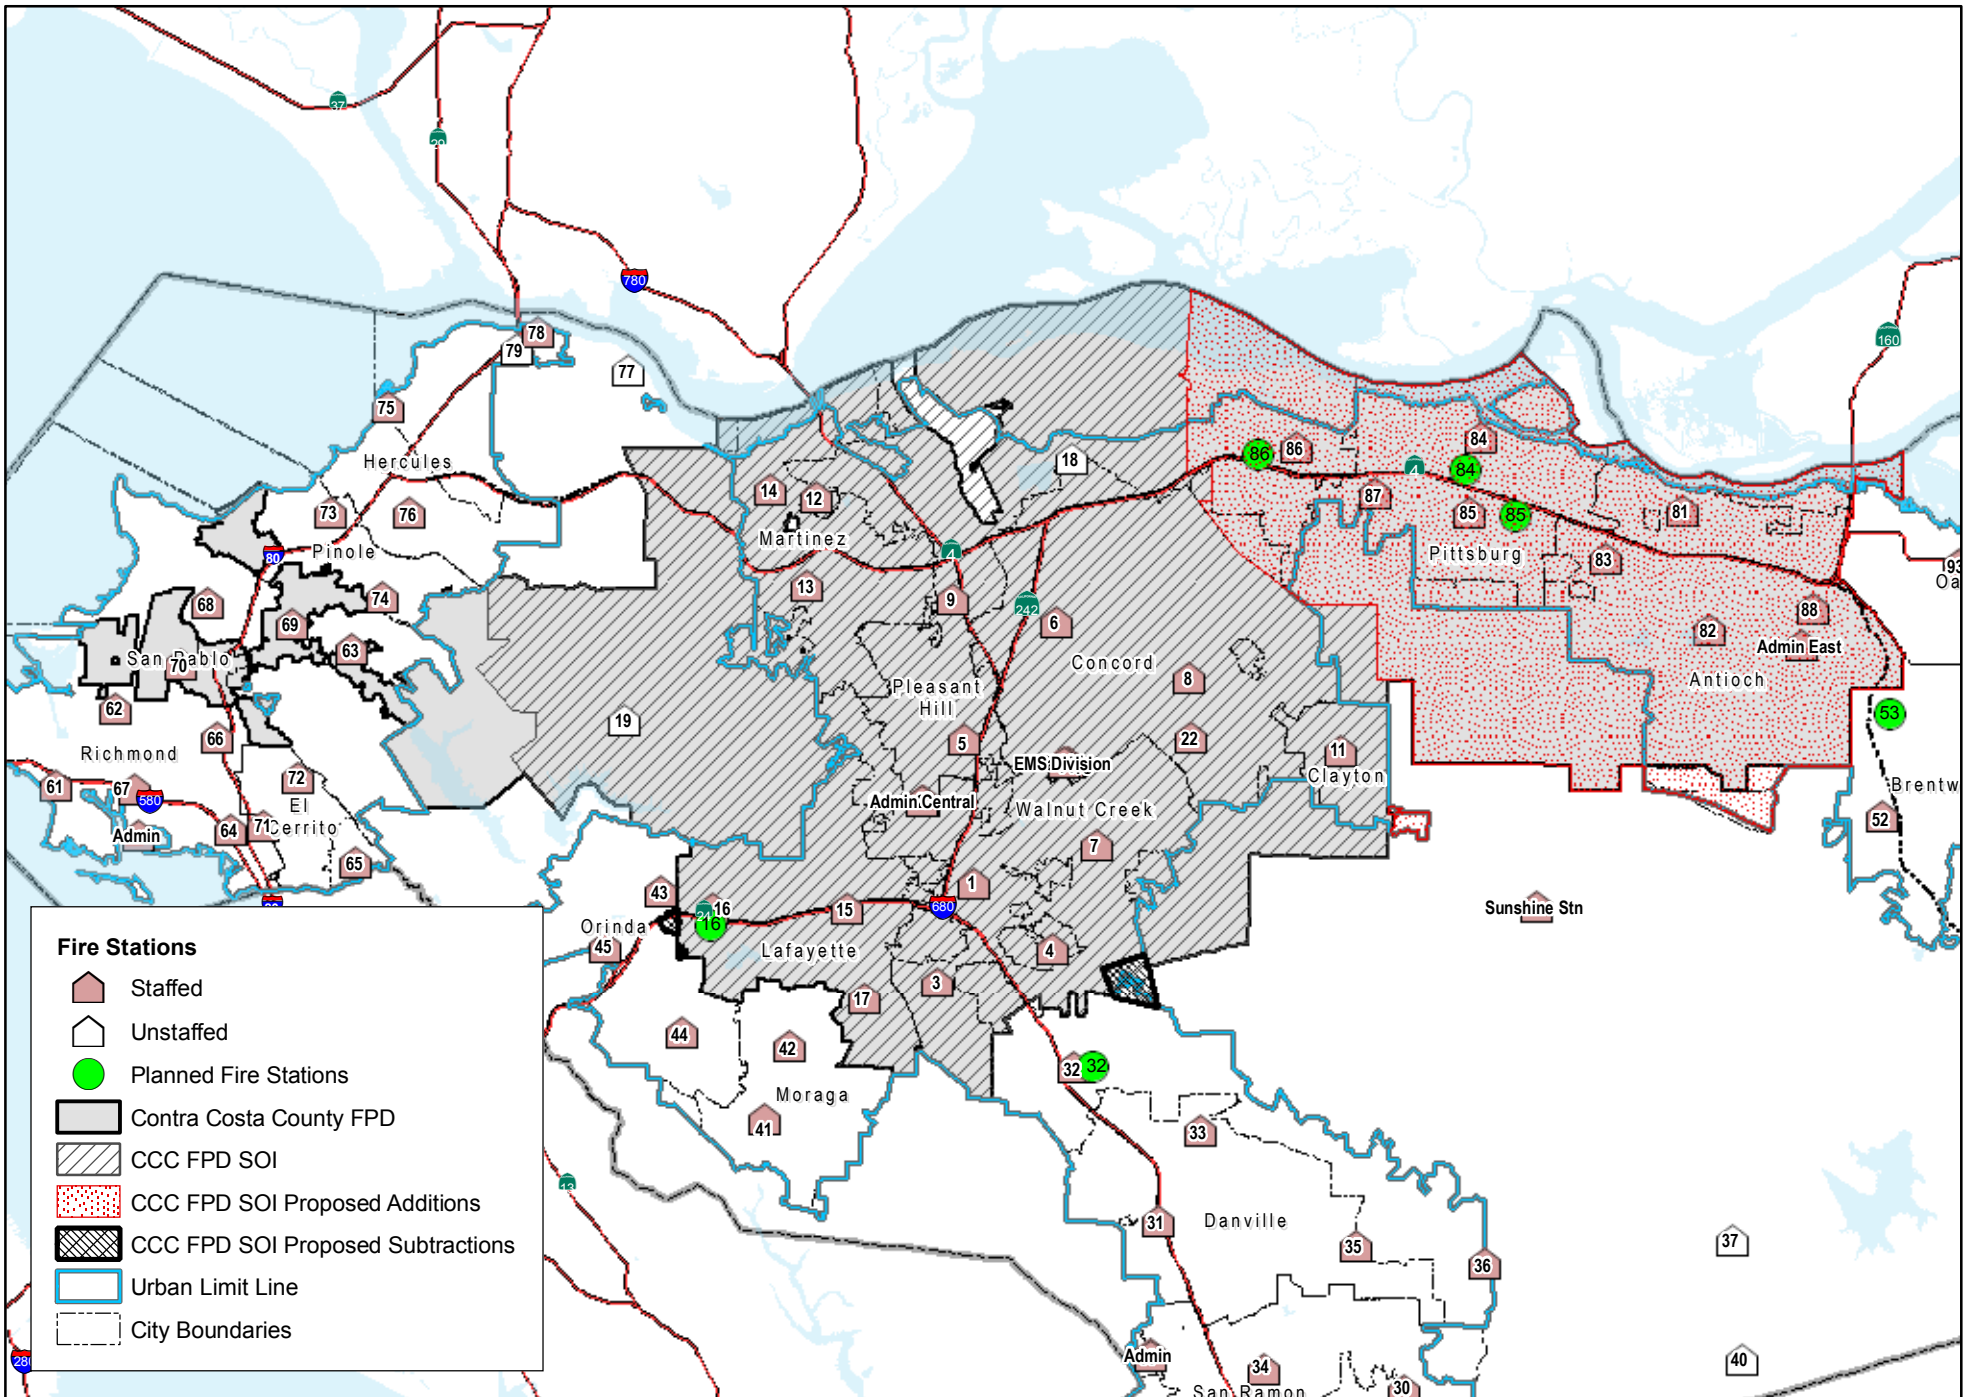 37
29
780
160
78
79
77
75
Hercules
18
86
86
84
84
4
14
12
87
85
85
81
73
76
Martinez
Pinole
80
4
Pittsburg
83
93
Oa
13
9
242
6
68
74
69
63
82
88
Admin East
San Pablo
70
Concord
8
Antioch
Pleasant
Hill
62
19
53
66
5
22
11
Richmond
EMS Division
Clayton
61
67
580
72
El
Cerrito
Admin Central
Walnut Creek
Brentw
52
Admin
64
71
7
65
43
1
16
16
15
680
Sunshine Stn
Orinda
45
Lafayette
4
3
17
44
42
32
32
Moraga
41
33
13
31
Danville
35
36
37
Admin
34
30
San Ramon
40
280
Fire Stations
Staffed
Unstaffed
Planned Fire Stations
Contra Costa County FPD
CCC FPD SOI
CCC FPD SOI Proposed Additions
CCC FPD SOI Proposed Subtractions
Urban Limit Line
City Boundaries